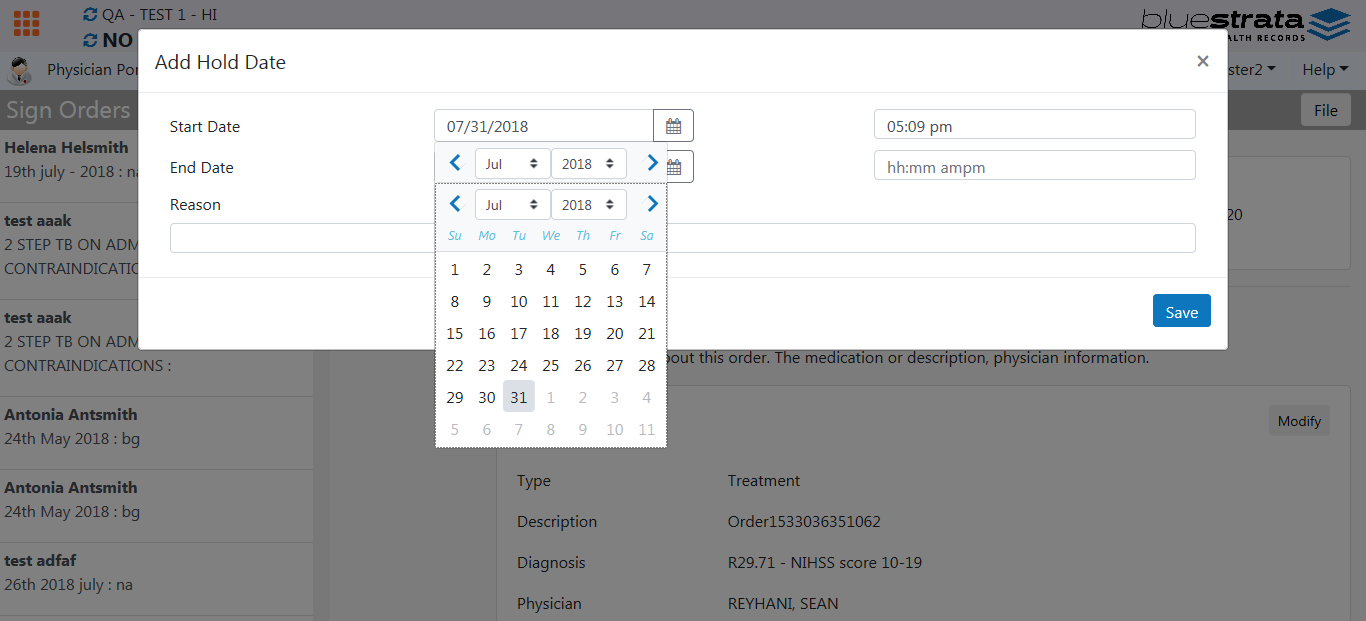 QA - TEST 1 - HI
NO
bluestrata
ALTH RECORDS
Physician Por
ster2
Help
Sign Orders
File
Helena Helsmith
19th july - 2018 : na
test aaak
2 STEP TB ON ADM
CONTRAINDICATIC
test aaak
2 STEP TB ON ADM
CONTRAINDICATIONS :
Antonia Antsmith
24th May 2018 : bg
Antonia Antsmith
24th May 2018 : bg
test adfaf
26th 2018 july : na
Add Hold Date
×
Start Date
07/31/2018
05:09 pm
End Date
hh:mm ampm
Reason
Jul 2018
Jul 2018
Su Mo Tu We Th Fr Sa
1 2 3 4 5 6 7
8 9 10 11 12 13 14
15 16 17 18 19 20 21
22 23 24 25 26 27 28
29 30 31 1 2 3 4
5 6 7 8 9 10 11
Save
20
out this order. The medication or description, physician information.
Modify
Type Treatment
Description Order1533036351062
Diagnosis R29.71 - NIHSS score 10-19
Physician REYHANI, SEAN